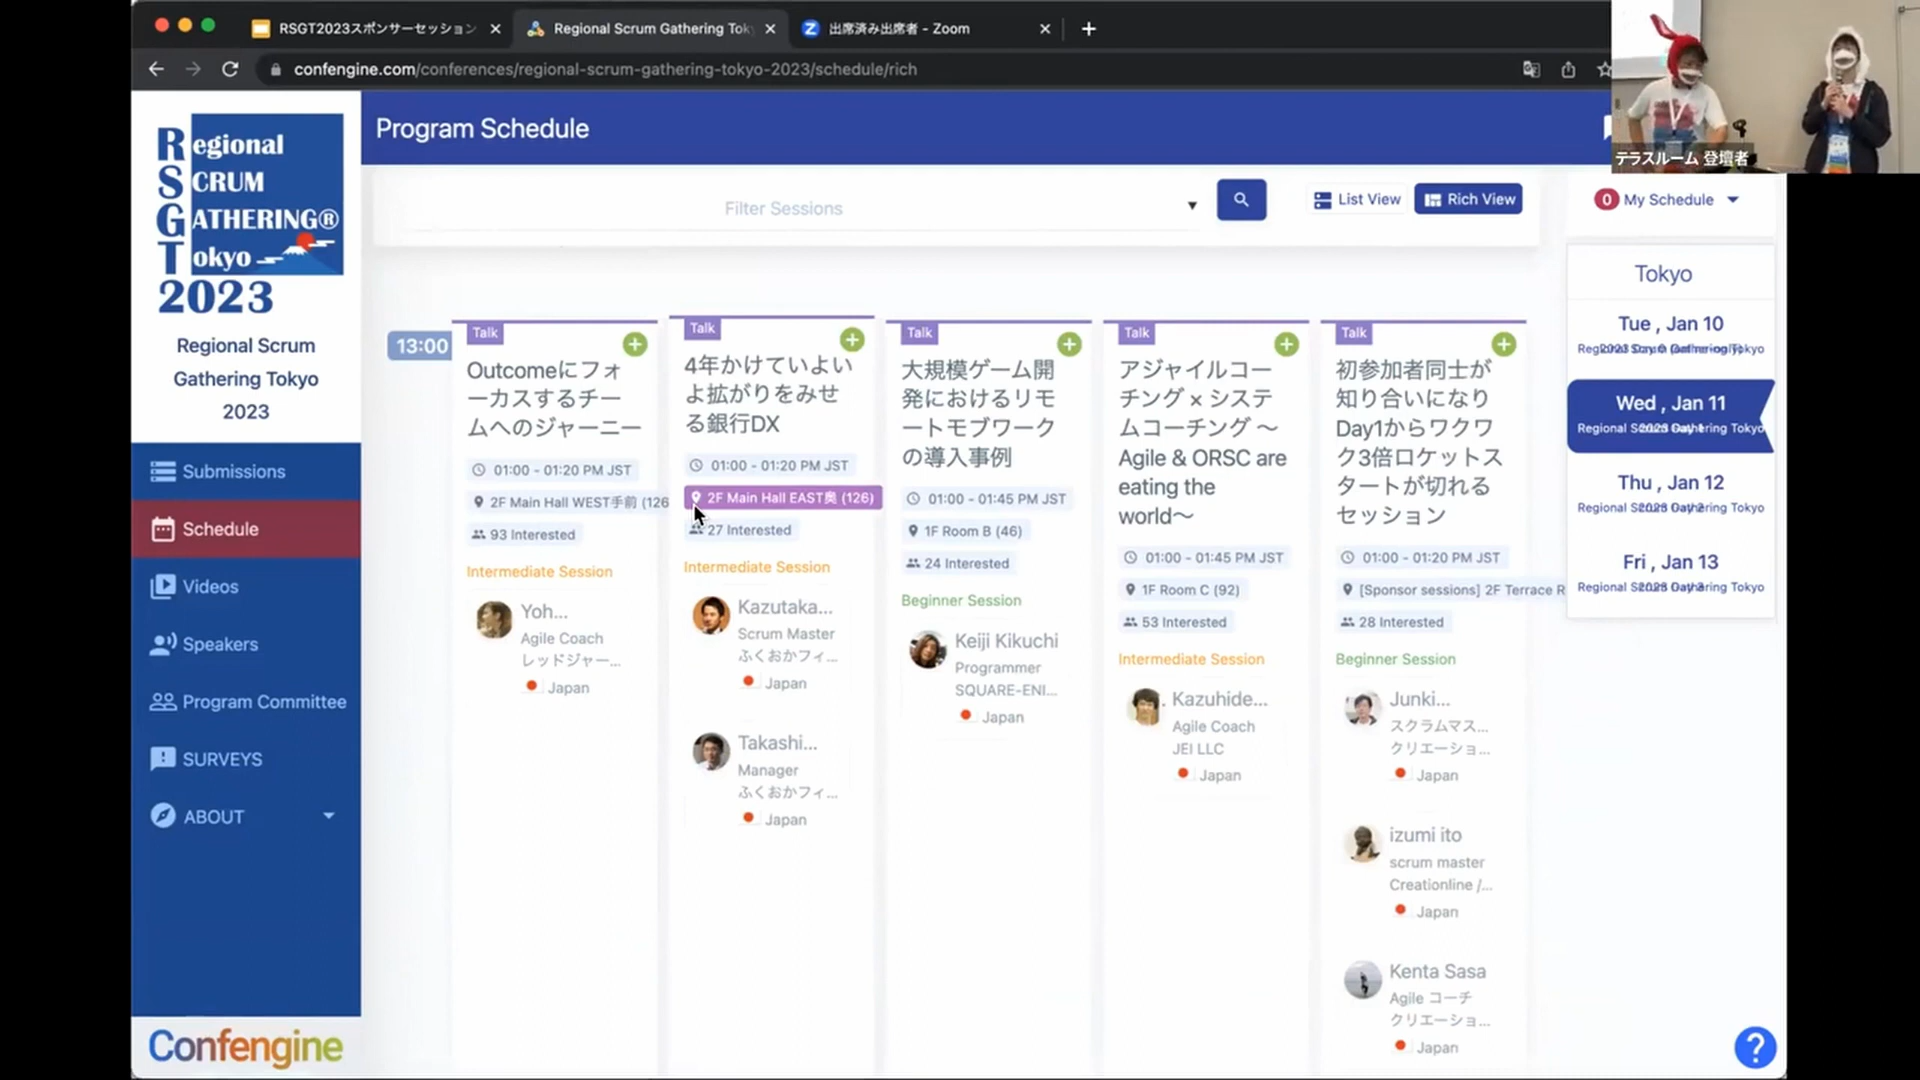 RSGT2023スポンサーセッション
Regional Scrum Gathering Tok
出席済み出席者 - Zoom
confengine.com/conferences/regional-scrum-gathering-tokyo-2023/schedule/rich
テラスルーム 登壇者
Regional
SCRUM
GATHERING®
Tokyo
2023
Regional Scrum
Gathering Tokyo
2023
Submissions
Schedule
Videos
Speakers
Program Committee
SURVEYS
ABOUT
Confengine
Program Schedule
Filter Sessions
List View
Rich View
0 My Schedule
13:00
Talk
Outcomeにフォ
ーカスするチー
ムへのジャーニー
01:00 - 01:20 PM JST
2F Main Hall WEST手前 (126
93 Interested
Intermediate Session
Yoh...
Agile Coach
レッドジャー...
Japan
Talk
4年かけていよい
よ拡がりをみせ
る銀行DX
01:00 - 01:20 PM JST
2F Main Hall EAST奥 (126)
27 Interested
Intermediate Session
Kazutaka...
Scrum Master
ふくおかフィ...
Japan
Takashi...
Manager
ふくおかフィ...
Japan
Talk
大規模ゲーム開
発におけるリモ
ートモブワーク
の導入事例
01:00 - 01:45 PM JST
1F Room B (46)
24 Interested
Beginner Session
Keiji Kikuchi
Programmer
SQUARE-ENI...
Japan
Talk
アジャイルコー
チング × システ
ムコーチング 〜
Agile & ORSC are
eating the
world〜
01:00 - 01:45 PM JST
1F Room C (92)
53 Interested
Intermediate Session
Kazuhide...
Agile Coach
JEI LLC
Japan
Talk
初参加者同士が
知り合いになり
Day1からワクワ
ク3倍ロケットス
タートが切れる
セッション
01:00 - 01:20 PM JST
[Sponsor sessions] 2F Terrace R
28 Interested
Beginner Session
Junki...
スクラムマス...
クリエーショ...
Japan
izumi ito
scrum master
Creationline /...
Japan
Kenta Sasa
Agile コーチ
クリエーショ...
Japan
Tokyo
Tue , Jan 10
Wed , Jan 11
Thu , Jan 12
Fri , Jan 13
?